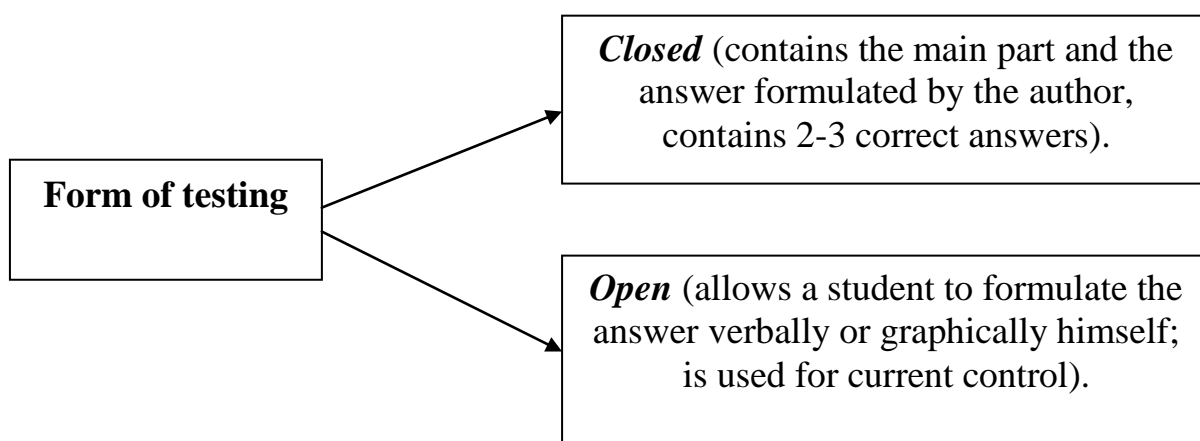 Form of testing
Closed (contains the main part and the
answer formulated by the author,
contains 2-3 correct answers).
Open (allows a student to formulate the
answer verbally or graphically himself;
is used for current control).